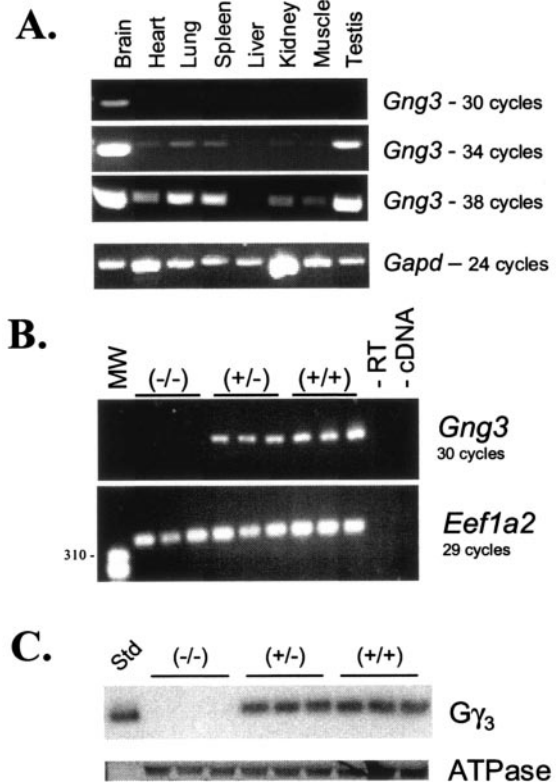 A.
Brain Heart Lung Spleen Liver Kidney Muscle Testis
Gng3 - 30 cycles
Gng3 - 34 cycles
Gng3 - 38 cycles
Gapd – 24 cycles
B.
MW (-/-) (+/-) (+/+) - RT - cDNA
Gng3
30 cycles
Eef1a2
29 cycles
310 -
C.
Std (-/-) (+/-) (+/+)
Gγ3
ATPase